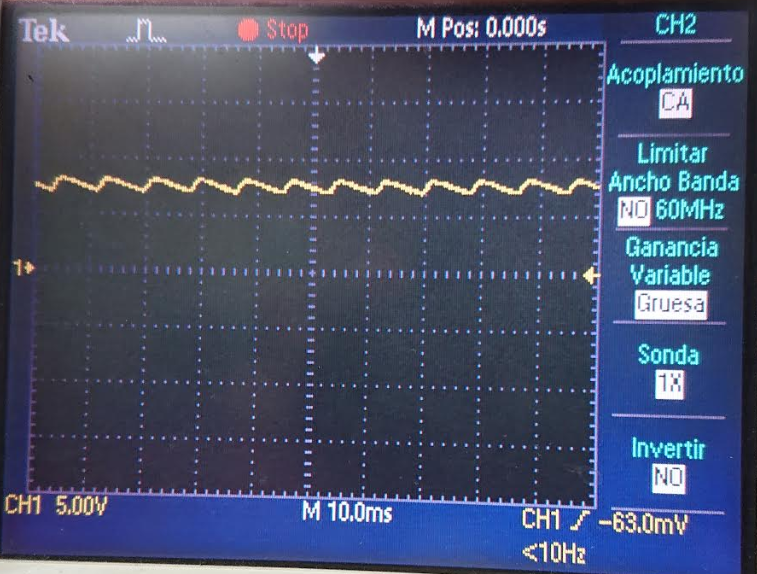 Tek
Stop
M Pos: 0.000s
CH2
Acoplamiento
CA
Limitar
Ancho Banda
NO 60MHz
Ganancia
Variable
Gruesa
Sonda
1X
Invertir
NO
1
CH1 5.00V
M 10.0ms
CH1 -63.0mV
<10Hz